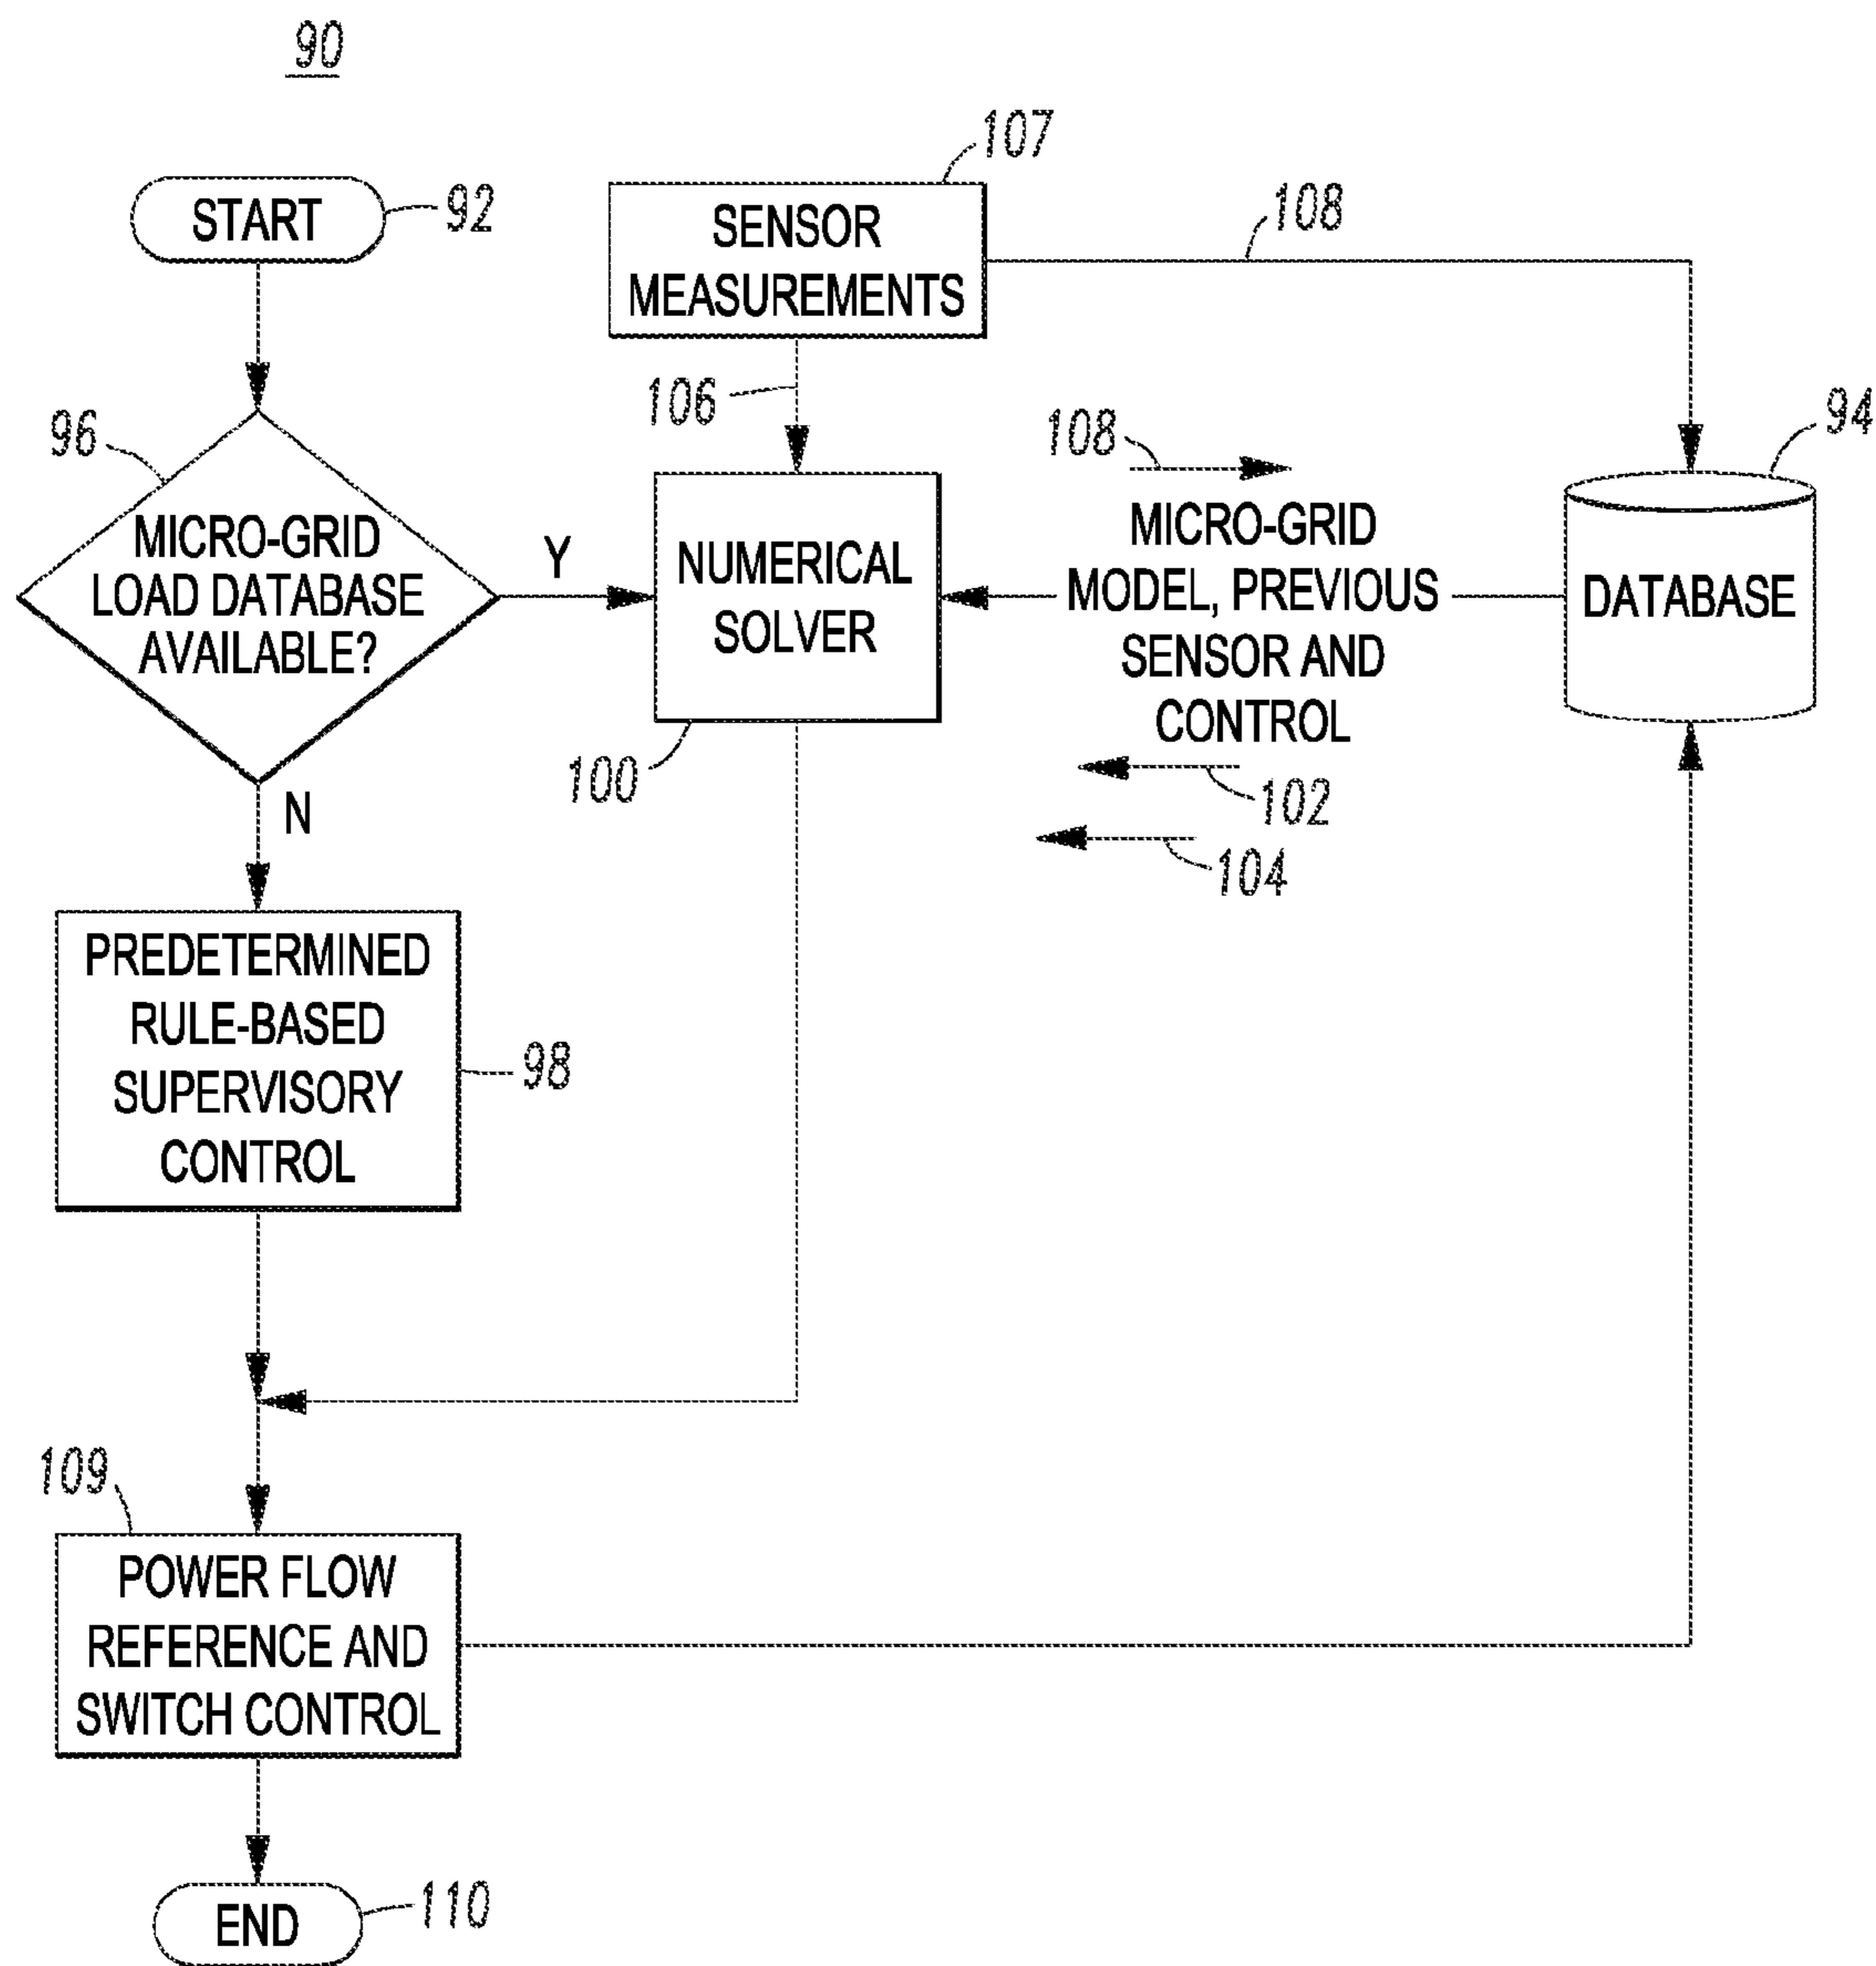 90
START
92
SENSOR
MEASUREMENTS
107
108
106
96
MICRO-GRID
LOAD DATABASE
AVAILABLE?
Y
N
NUMERICAL
SOLVER
100
108
MICRO-GRID
MODEL, PREVIOUS
SENSOR AND
CONTROL
102
104
94
DATABASE
PREDETERMINED
RULE-BASED
SUPERVISORY
CONTROL
98
109
POWER FLOW
REFERENCE AND
SWITCH CONTROL
END
110